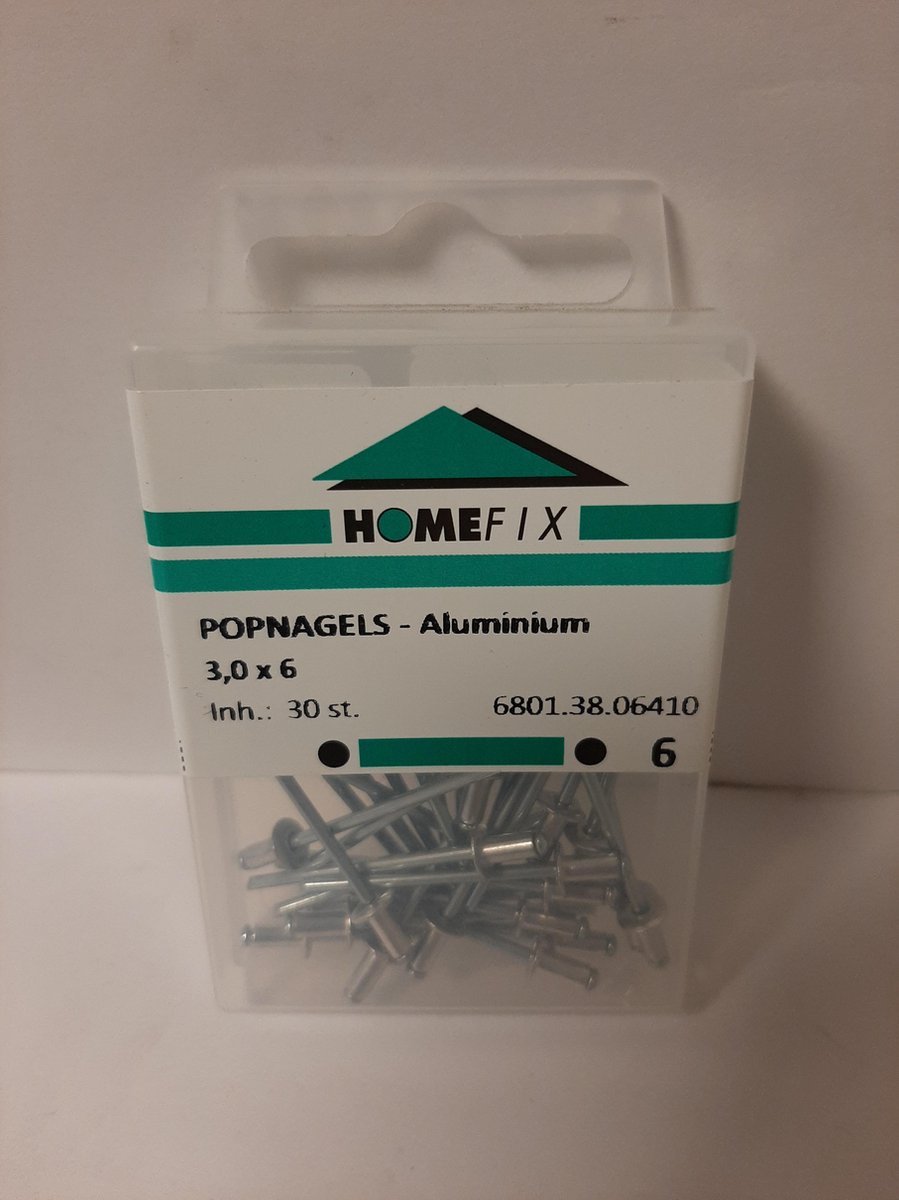 HOMEFIX
POPNAGELS - Aluminium
3,0 x 6
Inh.: 30 st. 6801.38.06410
6